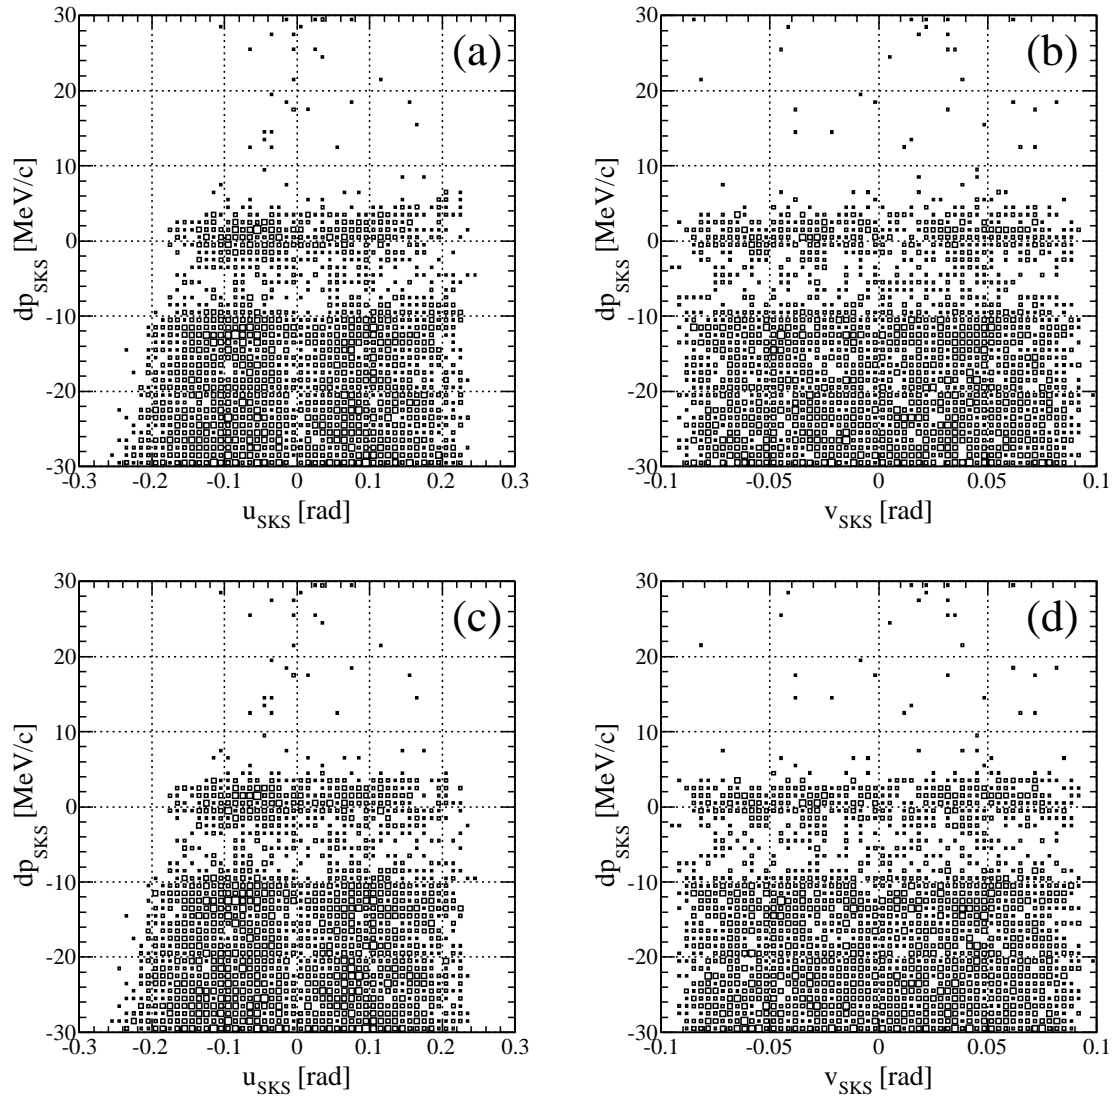 30
20
10
0
-10
-20
-30
dp_SKS [MeV/c]
(a)
-0.3 -0.2 -0.1 0 0.1 0.2 0.3
u_SKS [rad]
30
20
10
0
-10
-20
-30
dp_SKS [MeV/c]
(b)
-0.1 -0.05 0 0.05 0.1
v_SKS [rad]
30
20
10
0
-10
-20
-30
dp_SKS [MeV/c]
(c)
-0.3 -0.2 -0.1 0 0.1 0.2 0.3
u_SKS [rad]
30
20
10
0
-10
-20
-30
dp_SKS [MeV/c]
(d)
-0.1 -0.05 0 0.05 0.1
v_SKS [rad]